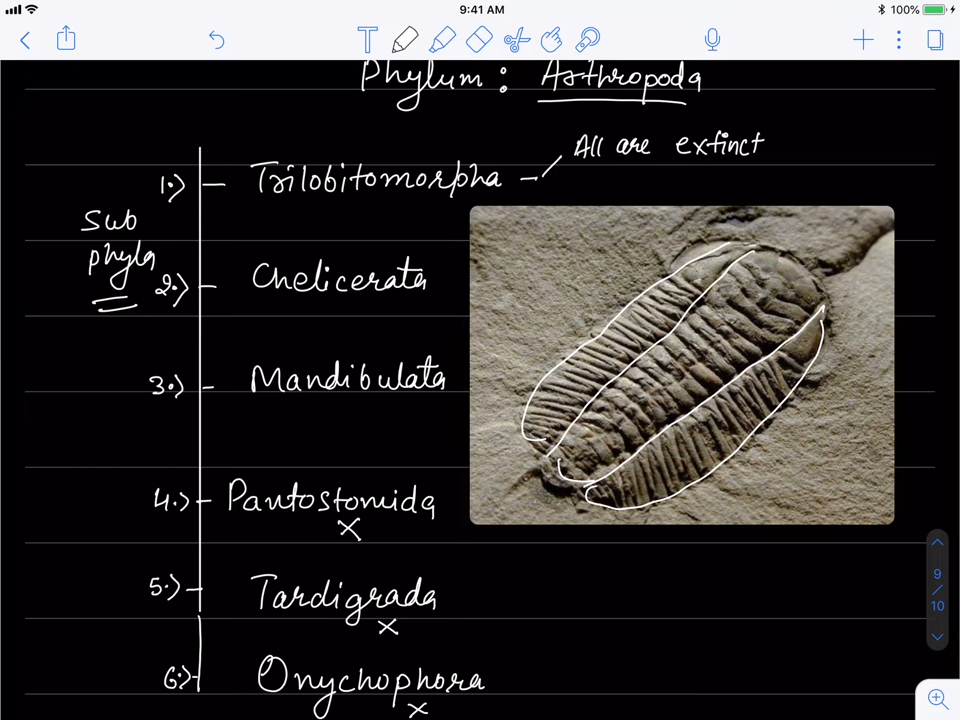 9:41 AM
100%
Phylum : Arthropoda
All are extinct
1.) Trilobitomorpha
Sub
phyla
2.) Chelicerata
3.) Mandibulata
4.) Pantostomida
x
5.) Tardigrada
x
6.) Onychophora
x
9
/
10